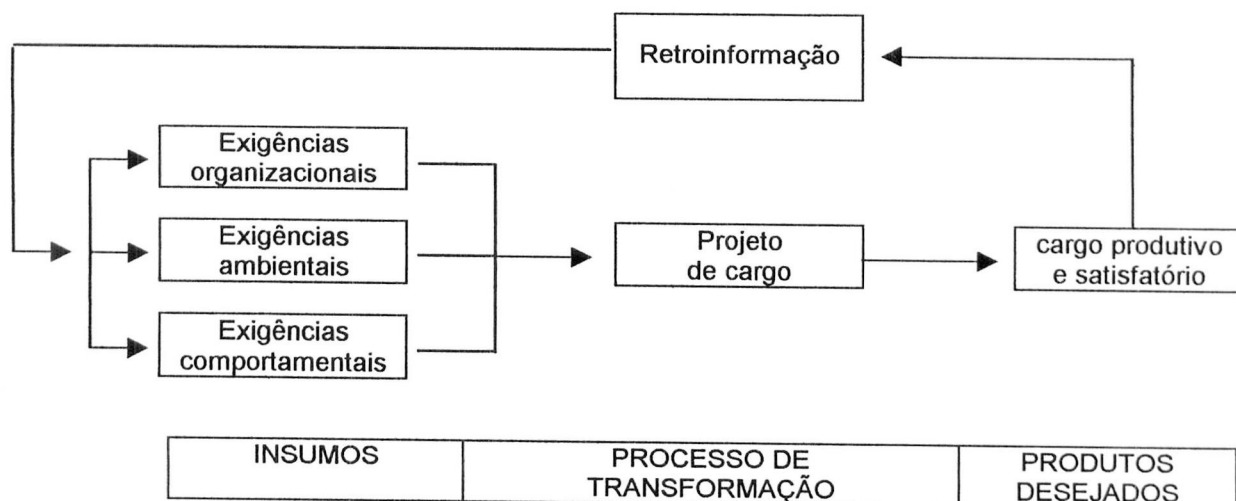 Retroinformação
Exigências
organizacionais
Exigências
ambientais
Exigências
comportamentais
Projeto
de cargo
cargo produtivo
e satisfatório
INSUMOS
PROCESSO DE
TRANSFORMAÇÃO
PRODUTOS
DESEJADOS